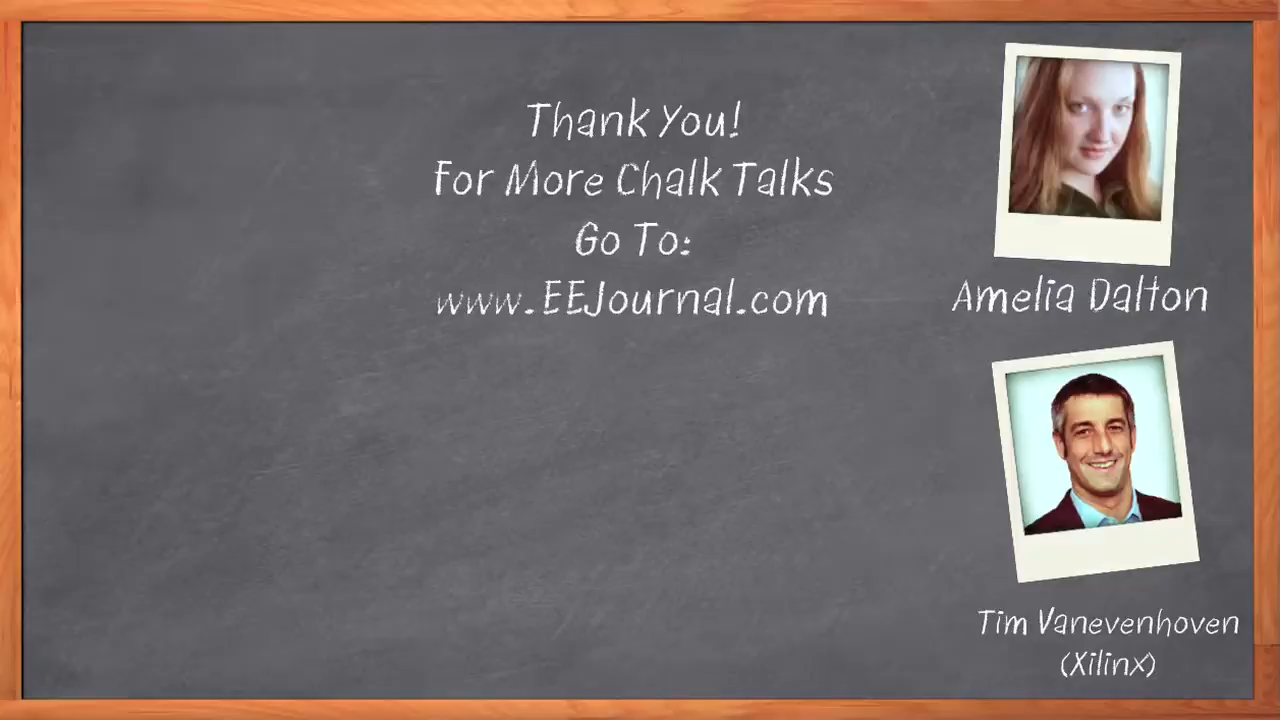 Thank You!
For More Chalk Talks
Go To:
www.EEJournal.com
Amelia Dalton
Tim Vanevenhoven
(Xilinx)